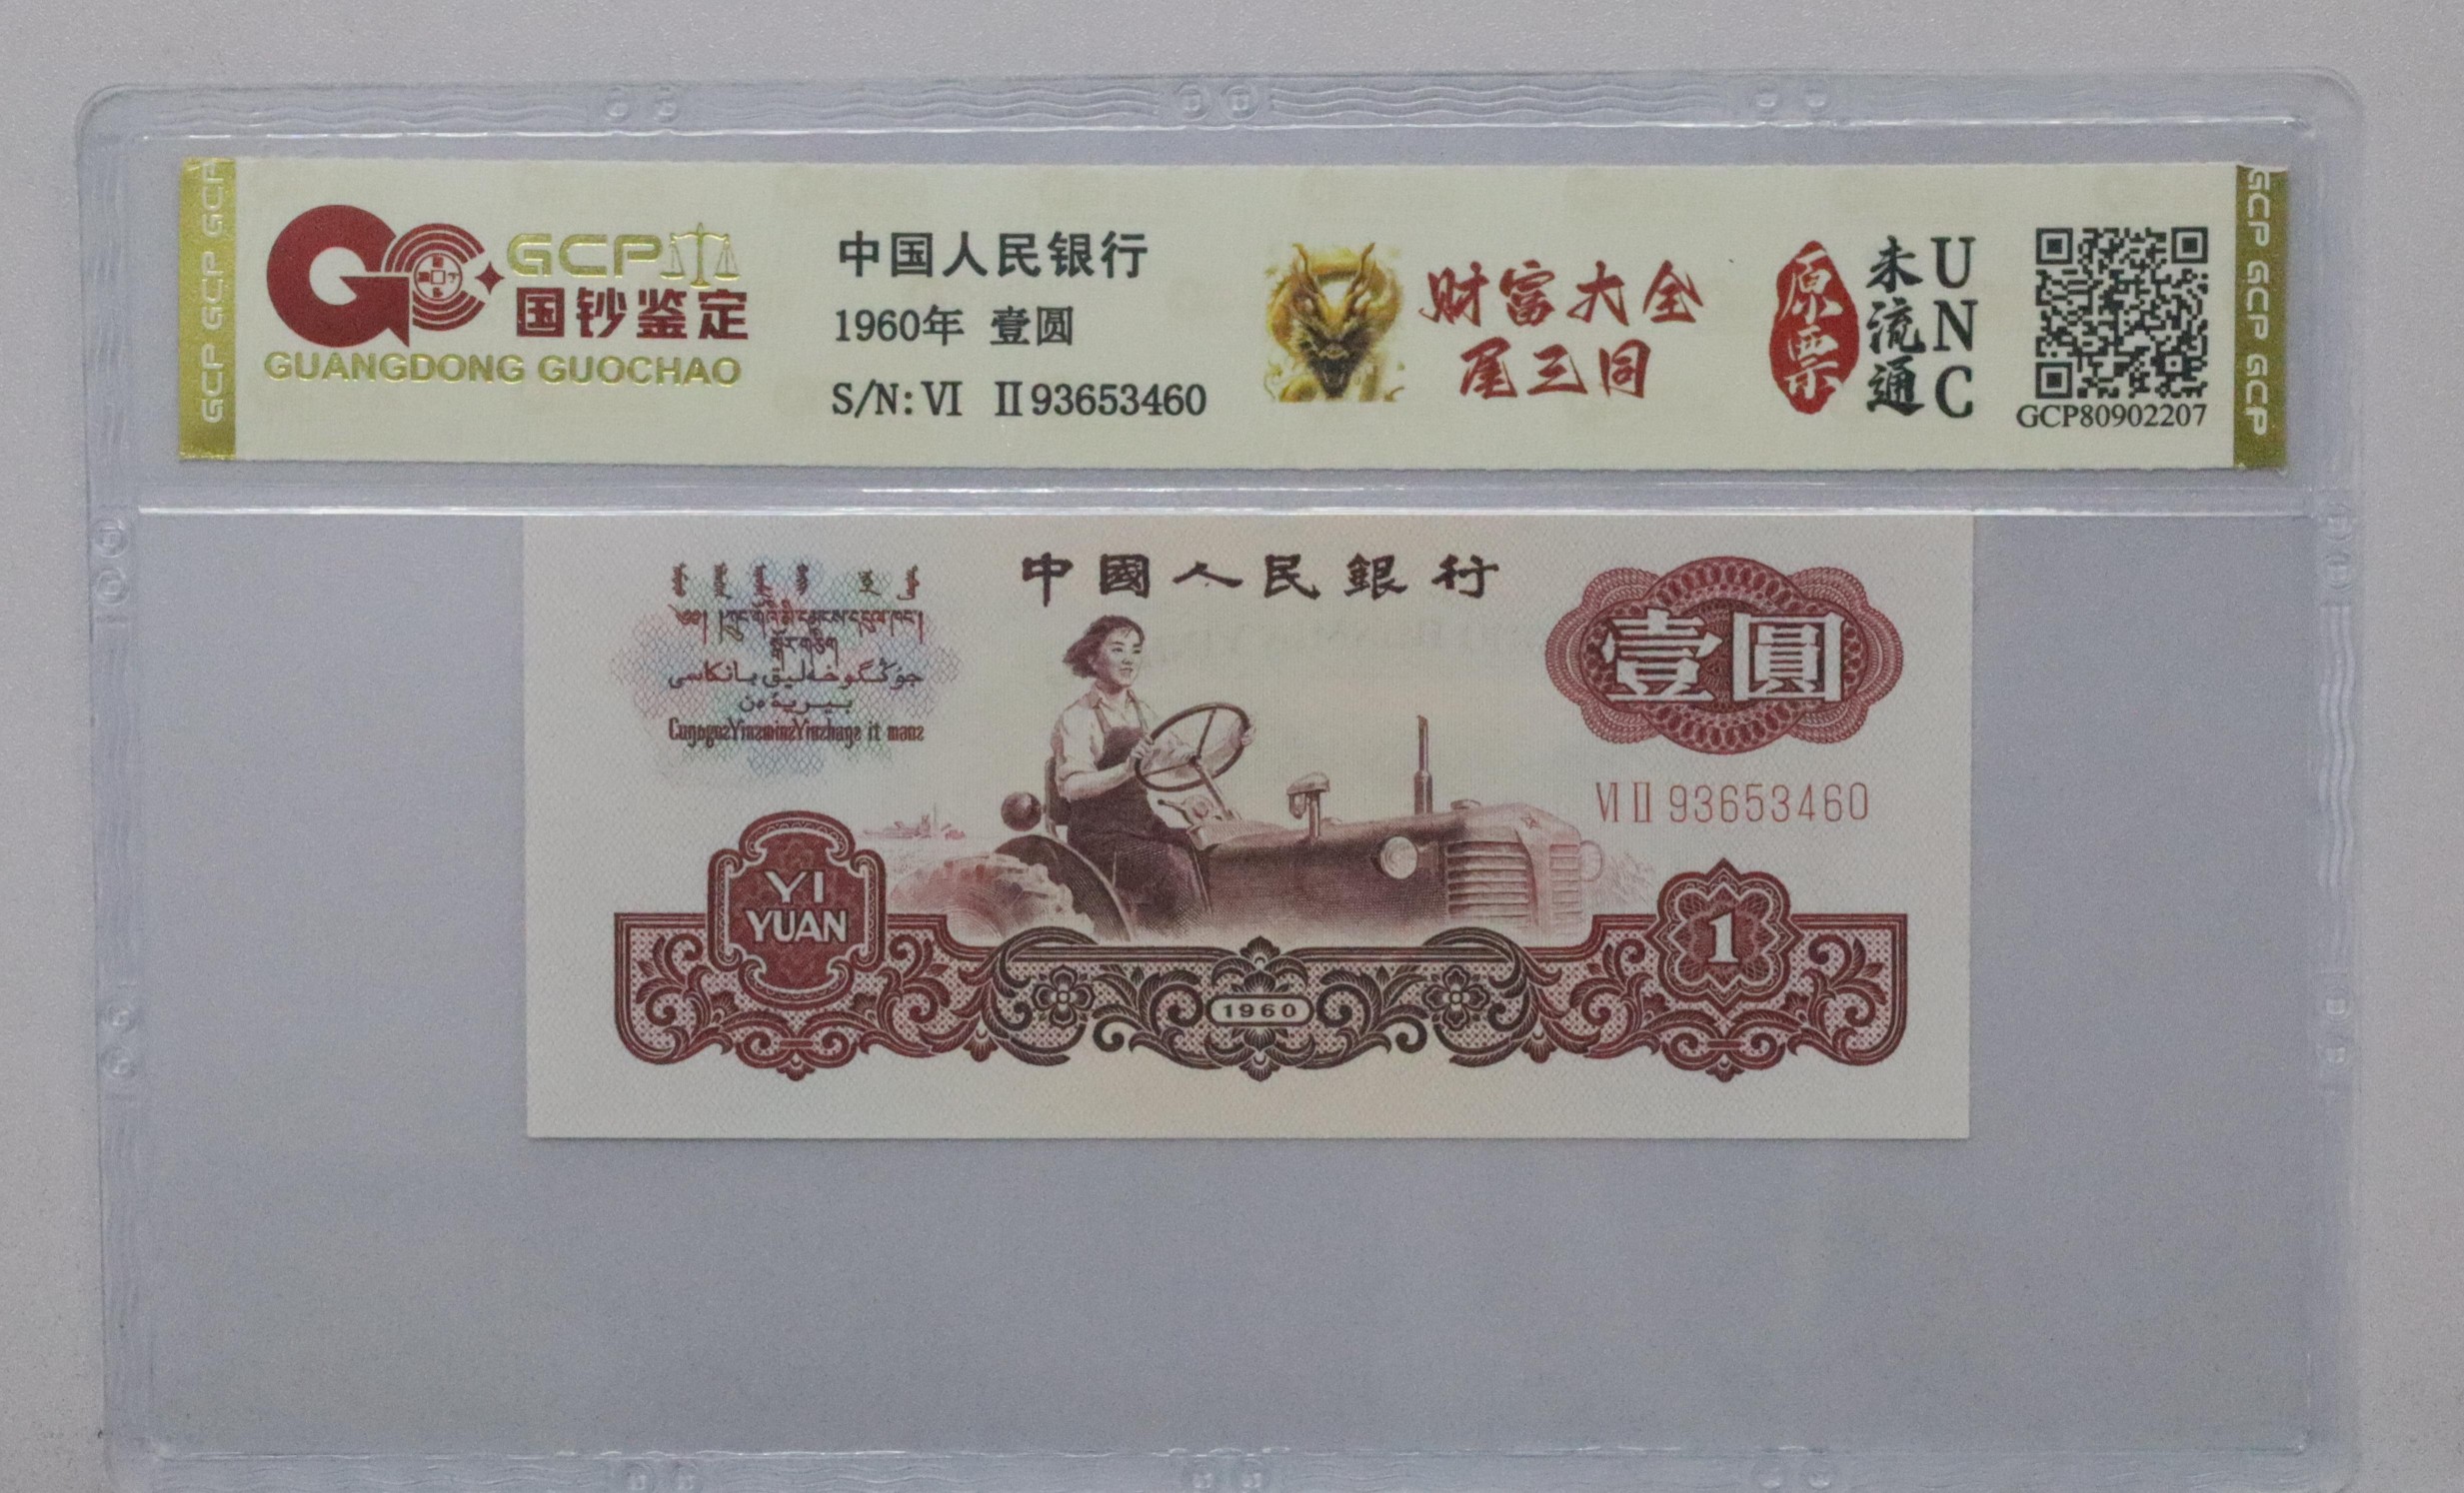 GCP GCP GCP
GCP
国钞鉴定
GUANGDONG GUOCHAO
中国人民银行
1960年 壹圆
S/N: VI II 93653460
财富大全
尾三同
原票
未流通
UNC
GCP80902207
GCP GCP GCP
中國人民銀行
壹圓
VI II 93653460
YI
YUAN
1960
1